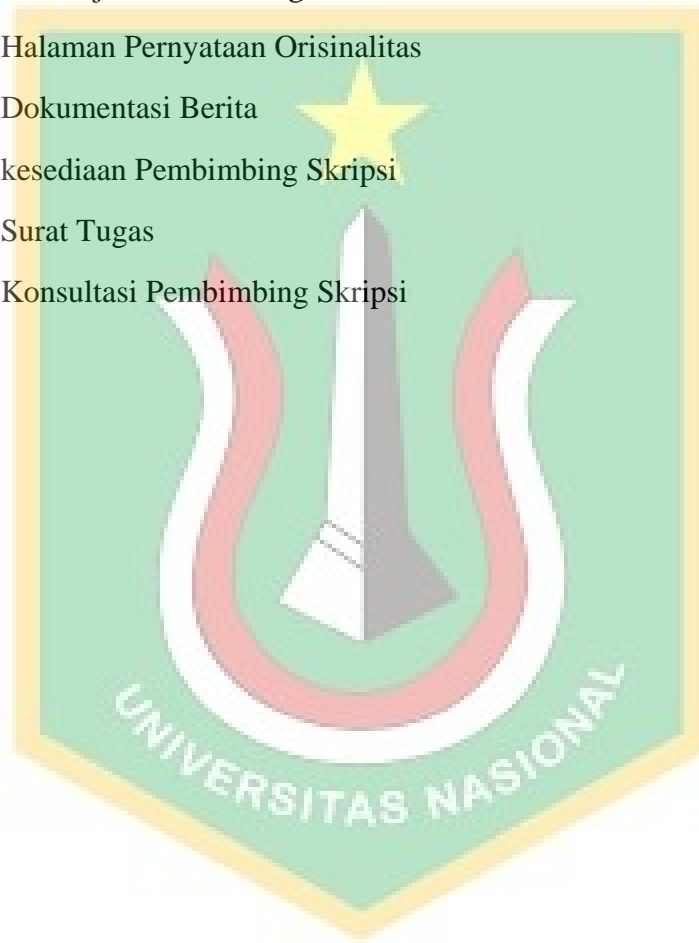 Halaman Pernyataan Orisinalitas
Dokumentasi Berita
kesediaan Pembimbing Skripsi
Surat Tugas
Konsultasi Pembimbing Skripsi
UNIVERSITAS NASIONAL